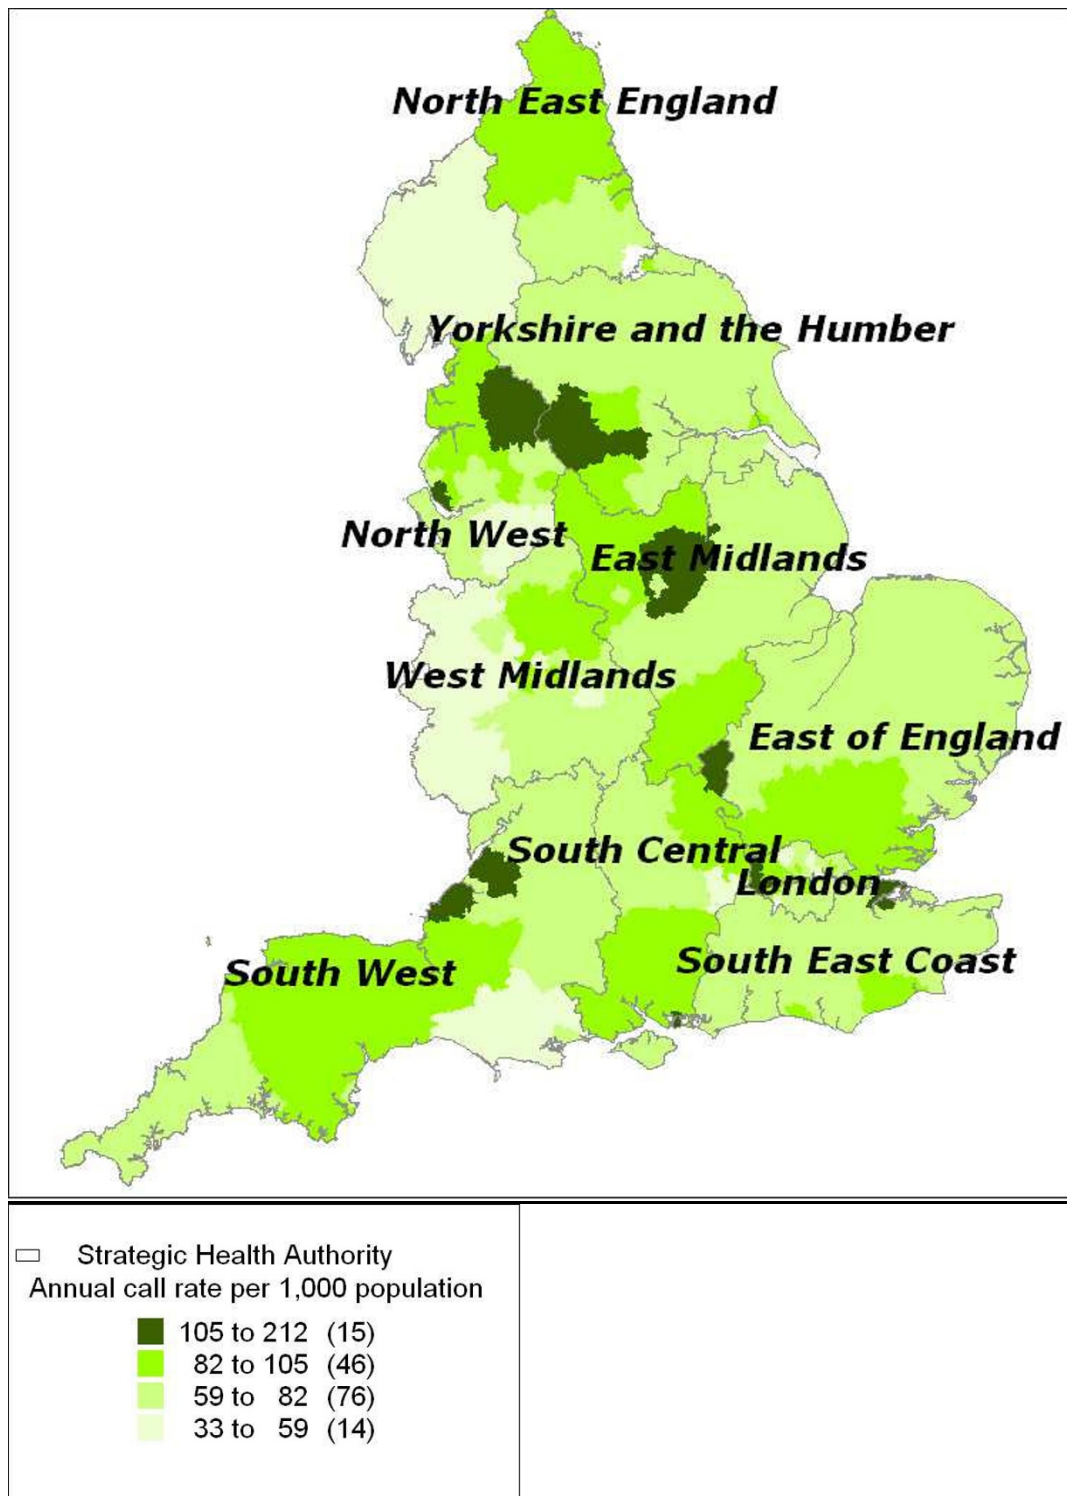 North East England
Yorkshire and the Humber
North West
East Midlands
West Midlands
East of England
South Central
London
South West
South East Coast
Strategic Health Authority
Annual call rate per 1,000 population
105 to 212 (15)
82 to 105 (46)
59 to 82 (76)
33 to 59 (14)